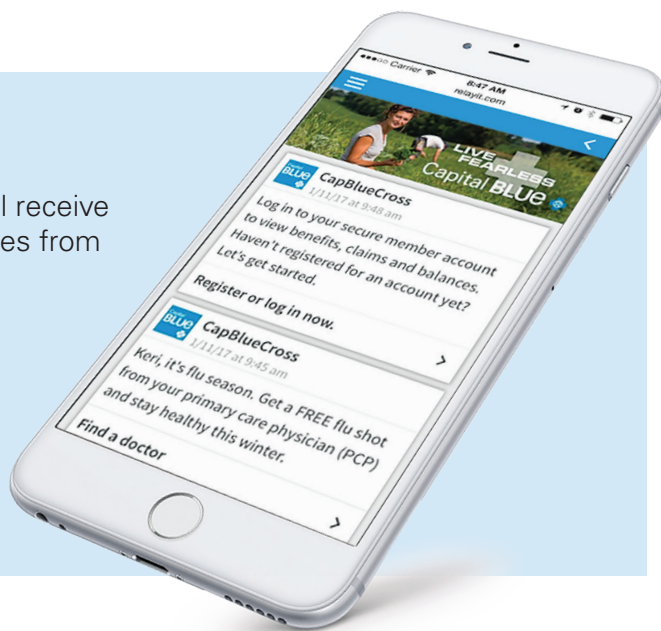 l receive
es from
Carrier
8:47 AM
relayit.com
LIVE
FEARLESS
Capital BLUE
Capital
BLUE
CapBlueCross
1/11/17 at 9:48 am
Log in to your secure member account
to view benefits, claims and balances.
Haven't registered for an account yet?
Let's get started.
Register or log in now.
Capital
BLUE
CapBlueCross
1/11/17 at 9:45 am
Keri, it's flu season. Get a FREE flu shot
from your primary care physician (PCP)
and stay healthy this winter.
Find a doctor